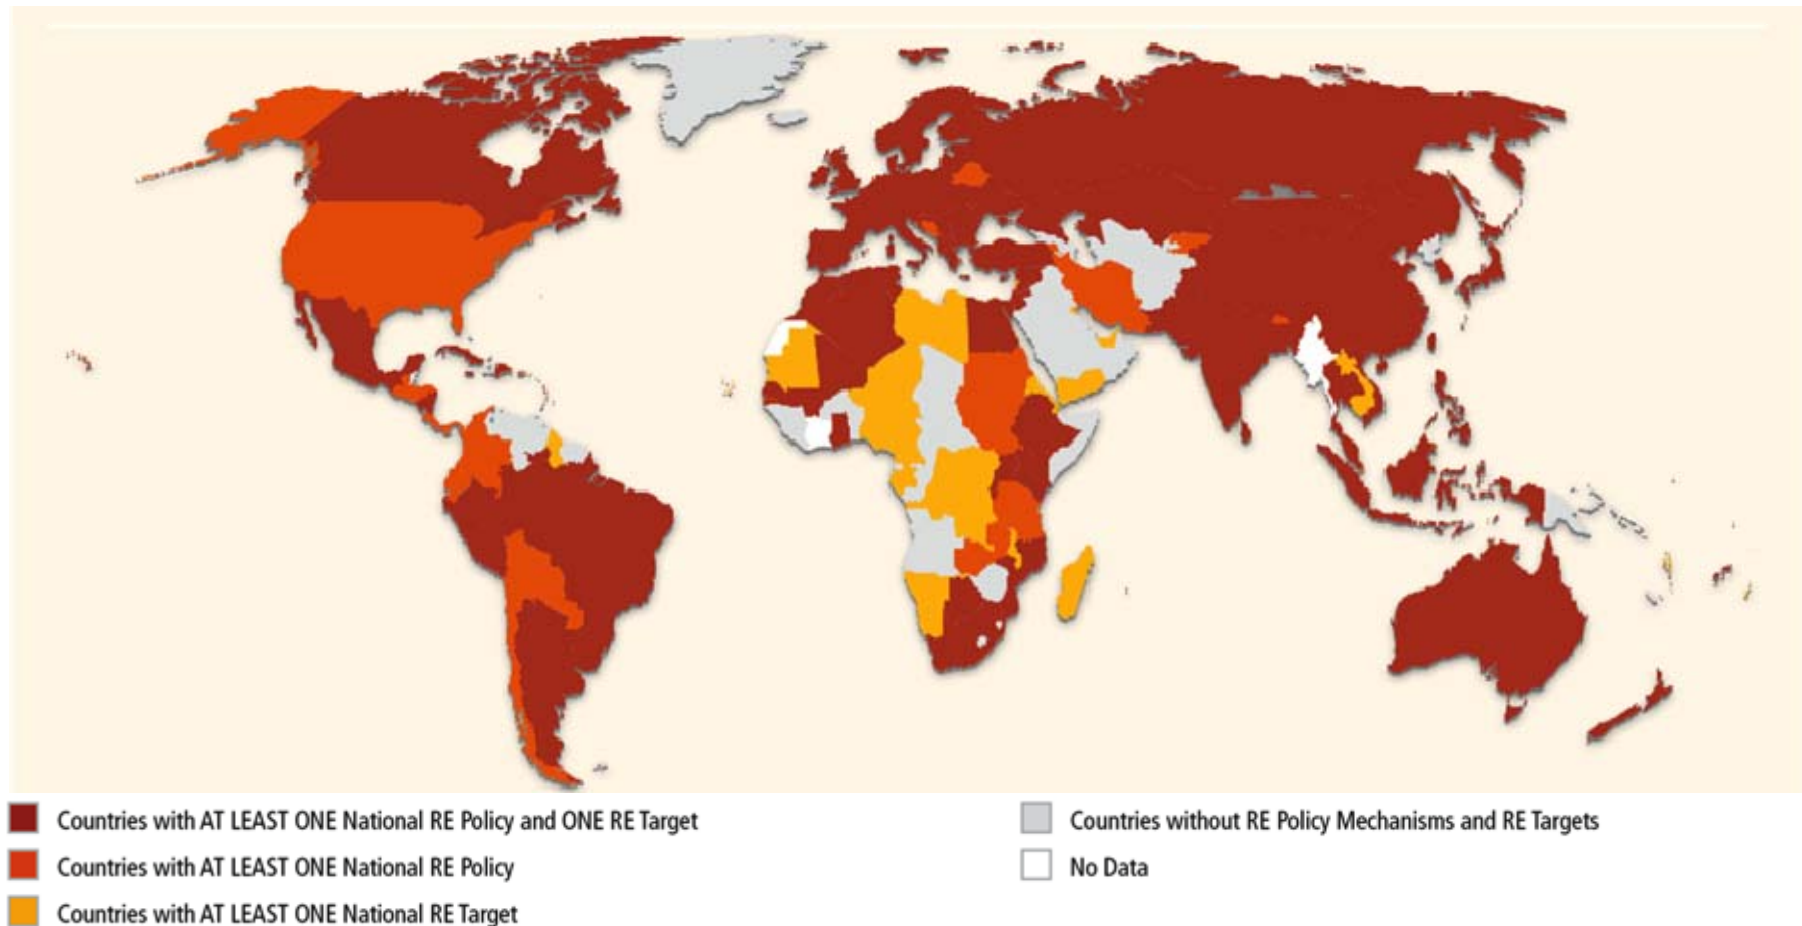 Countries with AT LEAST ONE National RE Policy and ONE RE Target
Countries with AT LEAST ONE National RE Policy
Countries with AT LEAST ONE National RE Target
Countries without RE Policy Mechanisms and RE Targets
No Data